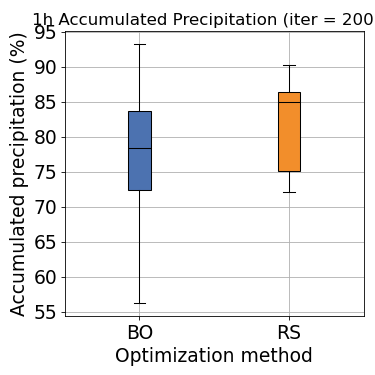 1h Accumulated Precipitation (iter = 200
Accumulated precipitation (%)
95
90
85
80
75
70
65
60
55
BO
RS
Optimization method